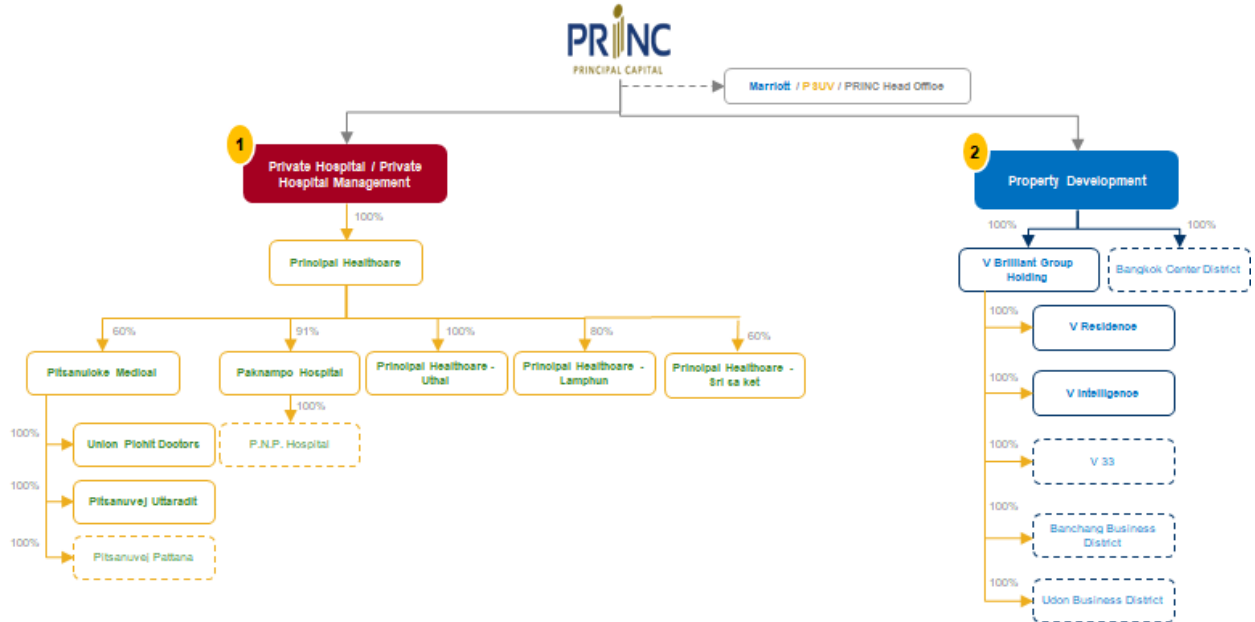 PRINC
PRINCIPAL CAPITAL
Marriott / PSUV / PRINC Head Office
1
Private Hospital / Private
Hospital Management
2
Property Development
100%
100%
100%
Principal Healthcare
V Brilliant Group
Holding
Bangkok Center District
60%
91%
100%
80%
60%
100%
V Residence
Pitsanuloke Medical
Paknampo Hospital
Principal Healthcare -
Uthai
Principal Healthcare -
Lamphun
Principal Healthcare -
Sri sa ket
100%
V Intelligence
100%
100%
Union Pichit Doctors
P.N.P. Hospital
100%
V 33
100%
Pitsanuvej Uttaradit
100%
Banchang Business
District
100%
Pitsanuvej Pattana
100%
Udon Business District